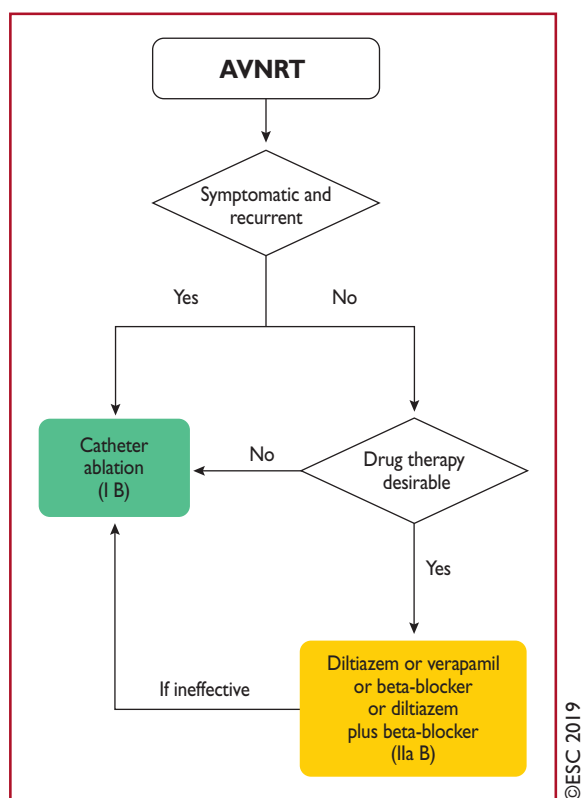 AVNRT
Symptomatic and
recurrent
Yes
No
Catheter
ablation
(I B)
No
Drug therapy
desirable
Yes
If ineffective
Diltiazem or verapamil
or beta-blocker
or diltiazem
plus beta-blocker
(IIa B)
©ESC 2019